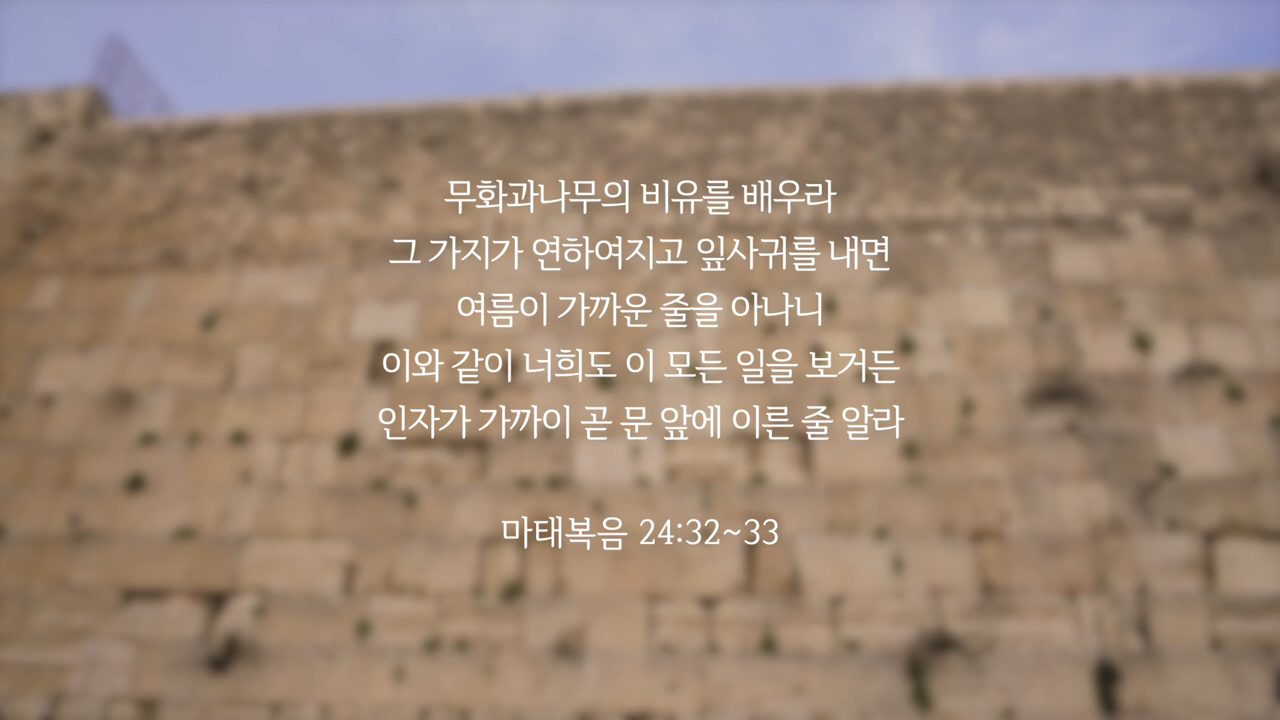 무화과나무의 비유를 배우라
그 가지가 연하여지고 잎사귀를 내면
여름이 가까운 줄을 아나니
이와 같이 너희도 이 모든 일을 보거든
인자가 가까이 곧 문 앞에 이른 줄 알라
마태복음 24:32~33